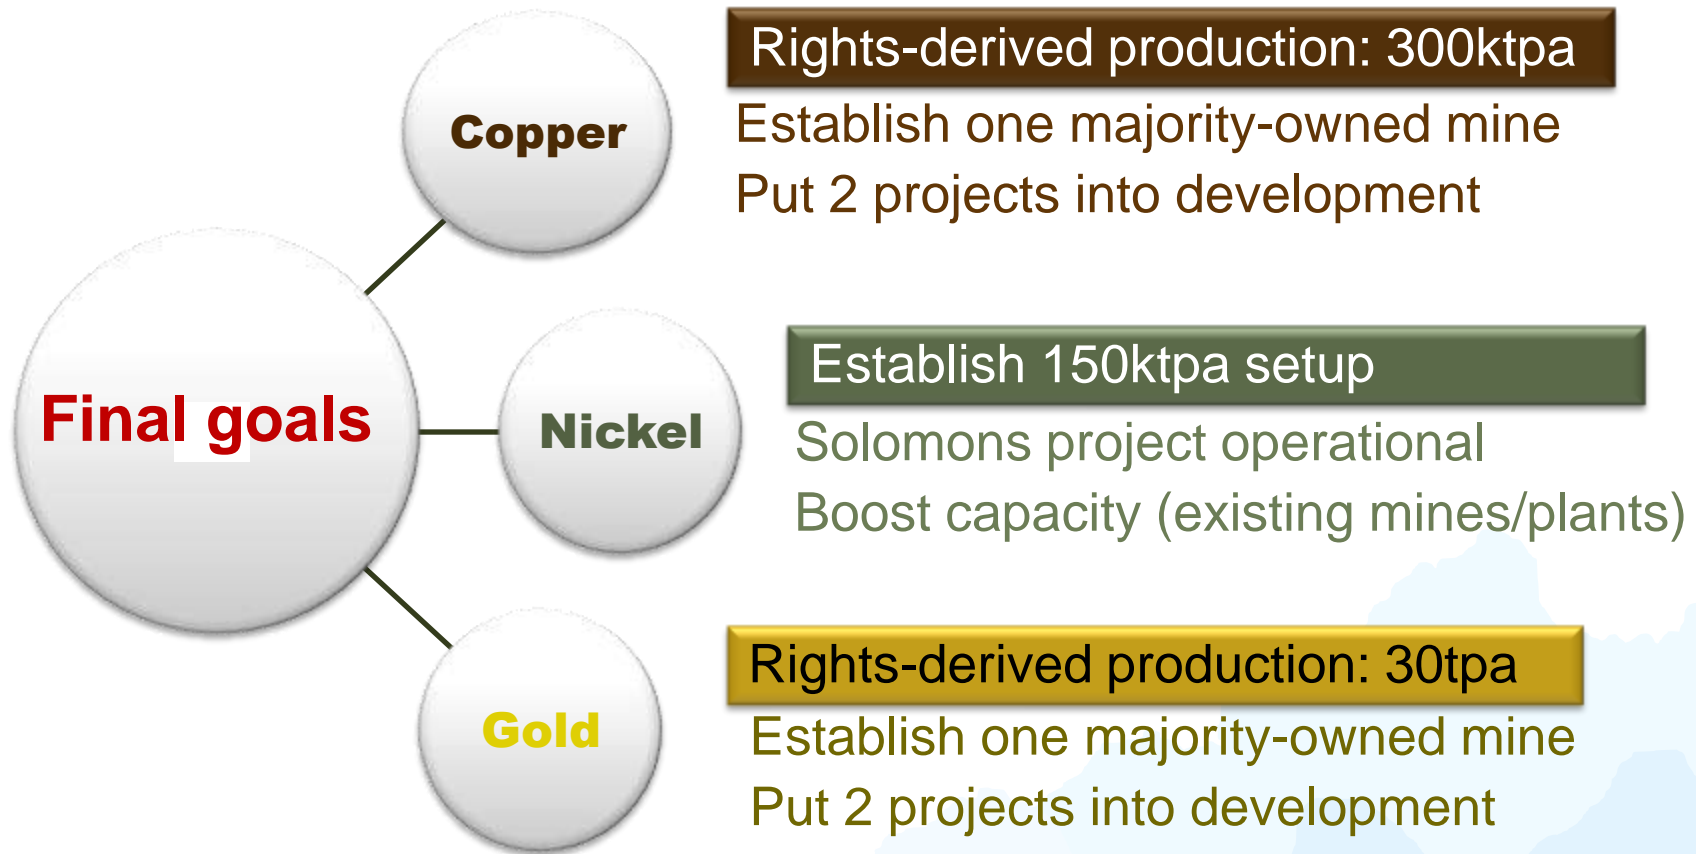 Final goals
Copper
Rights-derived production: 300ktpa
Establish one majority-owned mine
Put 2 projects into development
Nickel
Establish 150ktpa setup
Solomons project operational
Boost capacity (existing mines/plants)
Gold
Rights-derived production: 30tpa
Establish one majority-owned mine
Put 2 projects into development